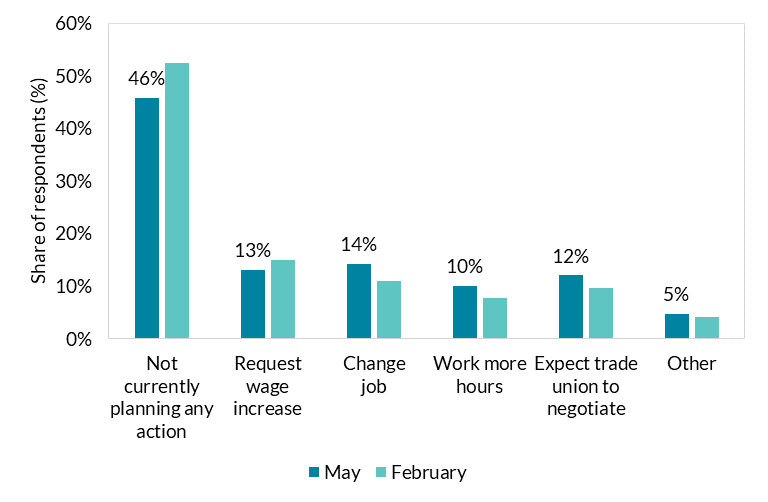 60%
50%
40%
30%
20%
10%
0%
Share of respondents (%)
46%
13%
14%
10%
12%
5%
Not
currently
planning any
action
Request
wage
increase
Change
job
Work more
hours
Expect trade
union to
negotiate
Other
May
February